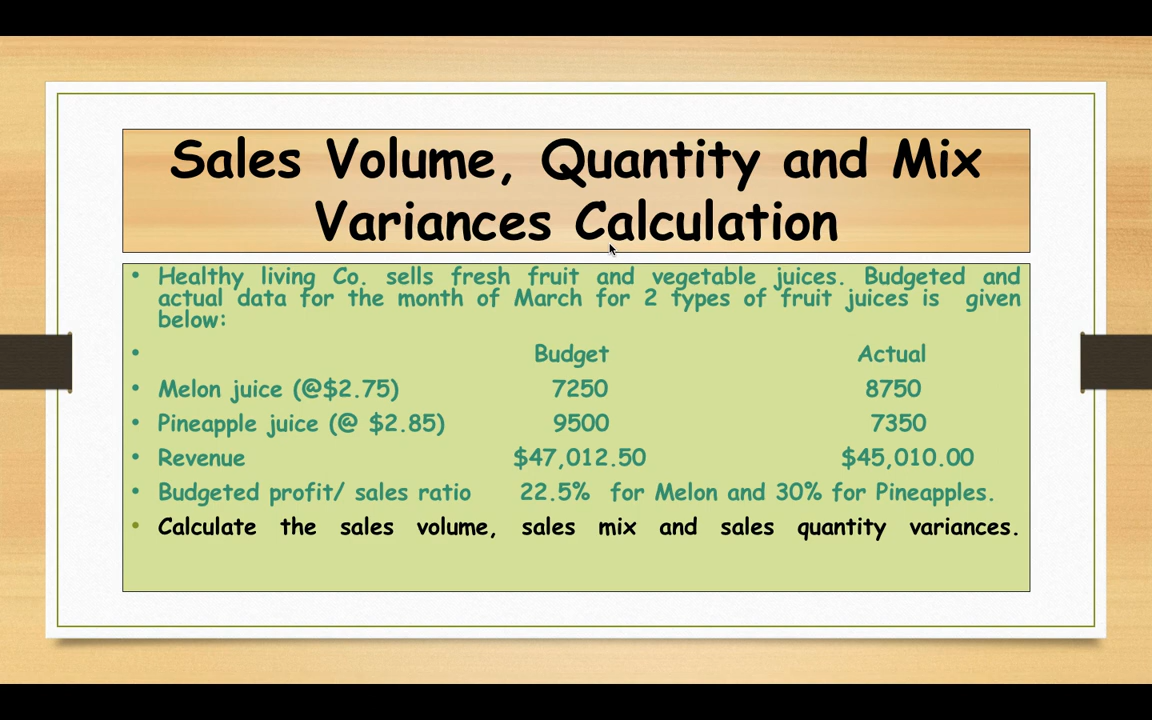 Sales Volume, Quantity and Mix
Variances Calculation
• Healthy living Co. sells fresh fruit and vegetable juices. Budgeted and
actual data for the month of March for 2 types of fruit juices is given
below:
• Budget Actual
• Melon juice (@$2.75) 7250 8750
• Pineapple juice (@ $2.85) 9500 7350
• Revenue $47,012.50 $45,010.00
• Budgeted profit/ sales ratio 22.5% for Melon and 30% for Pineapples.
• Calculate the sales volume, sales mix and sales quantity variances.